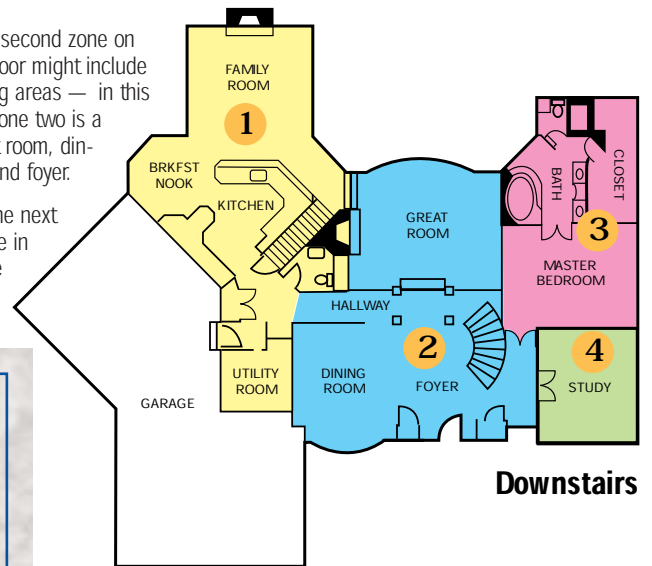 second zone on
oor might include
g areas — in this
one two is a
t room, din-
nd foyer.
he next
e in
e
FAMILY
ROOM
1
BRKFST
NOOK
KITCHEN
GREAT
ROOM
BATH
CLOSET
3
MASTER
BEDROOM
HALLWAY
2
4
UTILITY
ROOM
DINING
ROOM
FOYER
STUDY
GARAGE
Downstairs